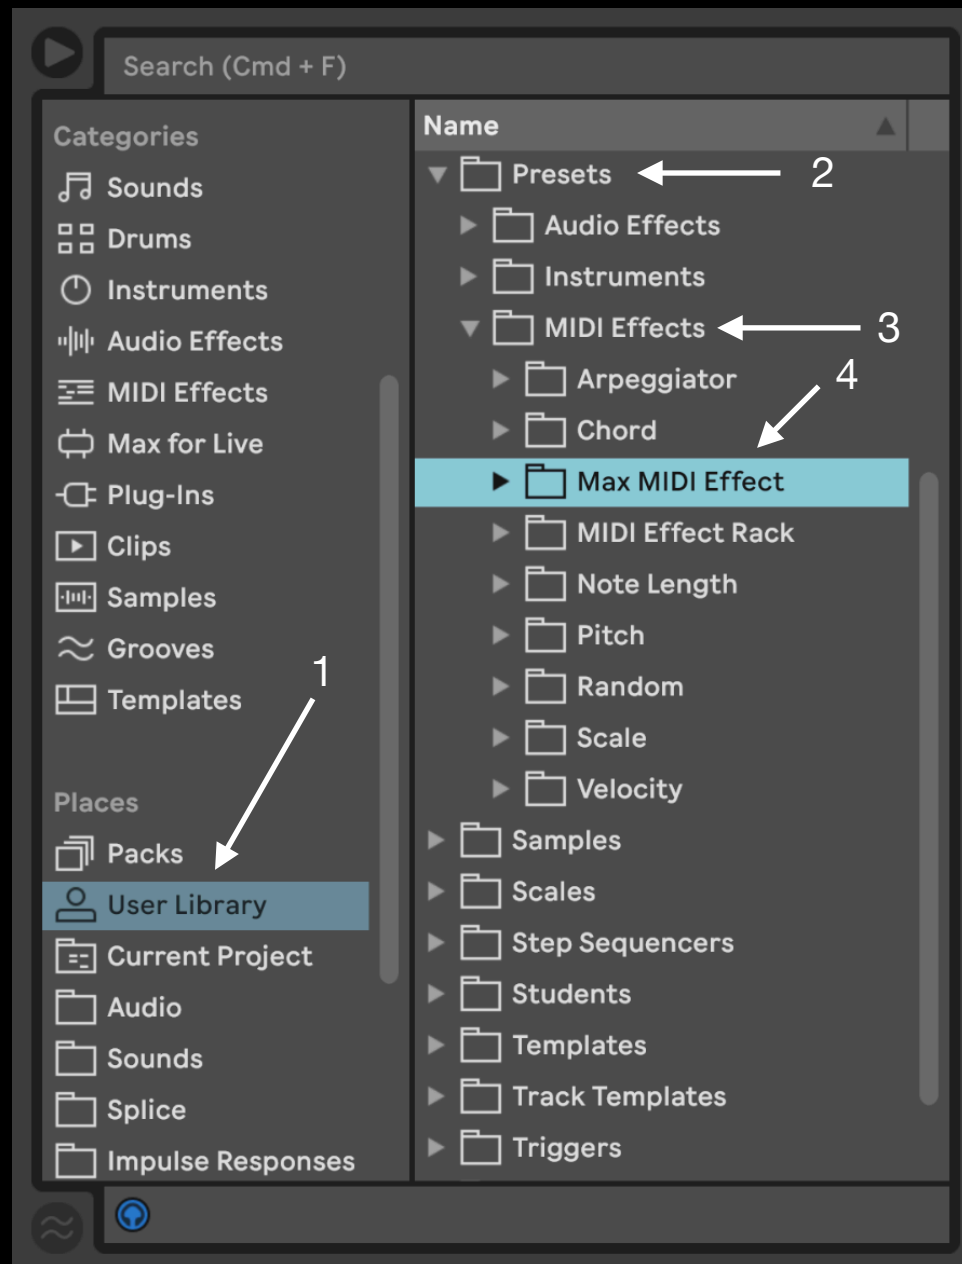 Search (Cmd + F)
Categories
Sounds
Drums
Instruments
Audio Effects
MIDI Effects
Max for Live
Plug-Ins
Clips
Samples
Grooves
Templates
1
Places
Packs
User Library
Current Project
Audio
Sounds
Splice
Impulse Responses
Name
Presets 2
Audio Effects
Instruments
MIDI Effects 3
4
Arpeggiator
Chord
Max MIDI Effect
MIDI Effect Rack
Note Length
Pitch
Random
Scale
Velocity
Samples
Scales
Step Sequencers
Students
Templates
Track Templates
Triggers